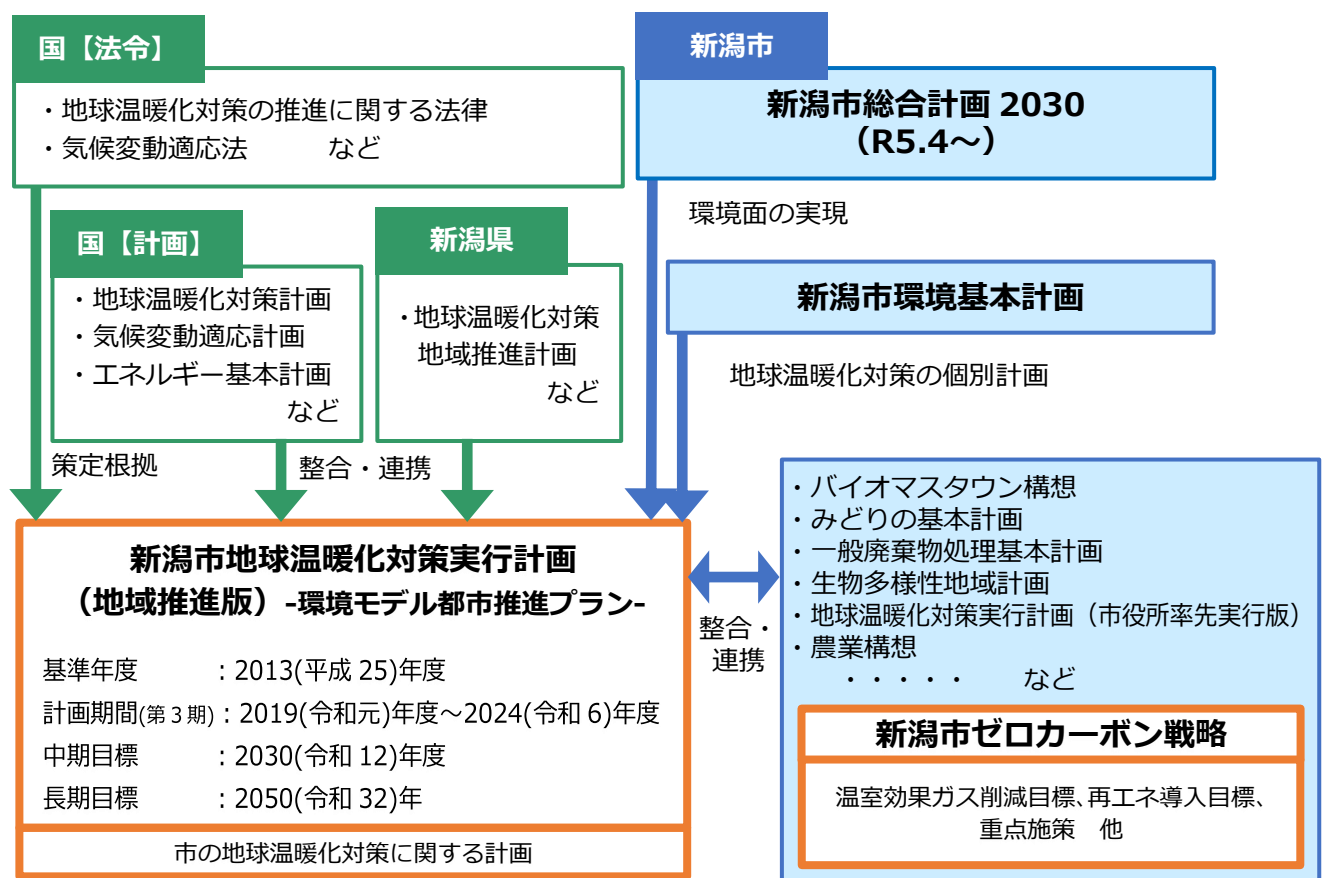 国【法令】
・地球温暖化対策の推進に関する法律
・気候変動適応法　　　など
新潟市
新潟市総合計画 2030
（R5.4～）
環境面の実現
国【計画】
・地球温暖化対策計画
・気候変動適応計画
・エネルギー基本計画
など
新潟県
・地球温暖化対策
地域推進計画
など
新潟市環境基本計画
地球温暖化対策の個別計画
策定根拠
整合・連携
新潟市地球温暖化対策実行計画
（地域推進版）-環境モデル都市推進プラン-
基準年度　　　：2013(平成 25)年度
計画期間(第 3 期)：2019(令和元)年度～2024(令和 6)年度
中期目標　　　：2030(令和 12)年度
長期目標　　　：2050(令和 32)年
市の地球温暖化対策に関する計画
整合・
連携
・バイオマスタウン構想
・みどりの基本計画
・一般廃棄物処理基本計画
・生物多様性地域計画
・地球温暖化対策実行計画（市役所率先実行版）
・農業構想
・・・・・　　など
新潟市ゼロカーボン戦略
温室効果ガス削減目標、再エネ導入目標、
重点施策　他